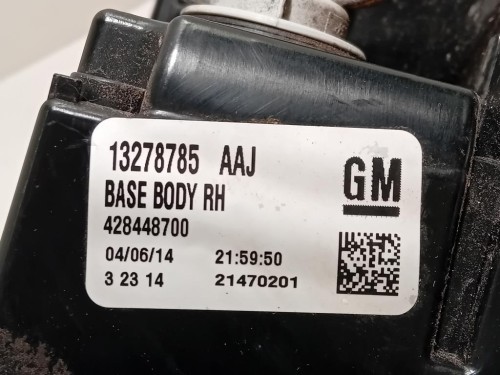 13278785 AAJ
GM
BASE BODY RH
428448700
04/06/14 21:59:50
3 23 14 21470201